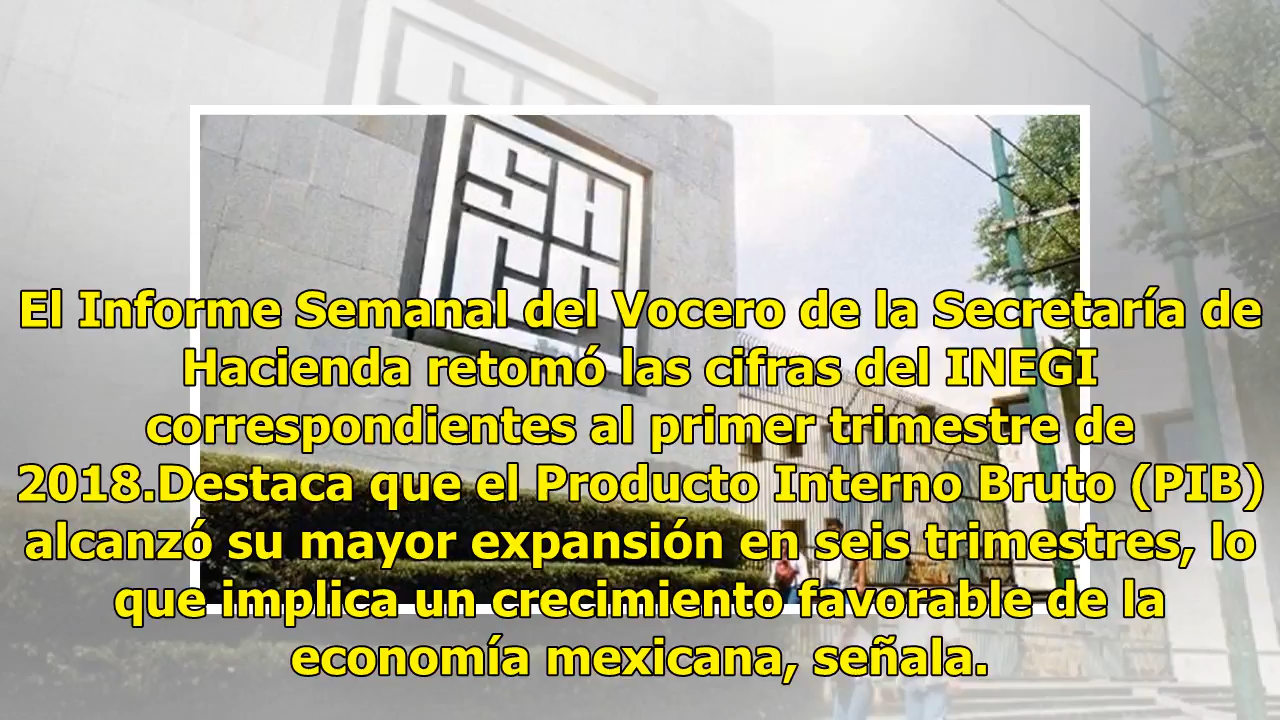 SH
CP
El Informe Semanal del Vocero de la Secretaría de
Hacienda retomó las cifras del INEGI
correspondientes al primer trimestre de
2018.Destaca que el Producto Interno Bruto (PIB)
alcanzó su mayor expansión en seis trimestres, lo
que implica un crecimiento favorable de la
economía mexicana, señala.